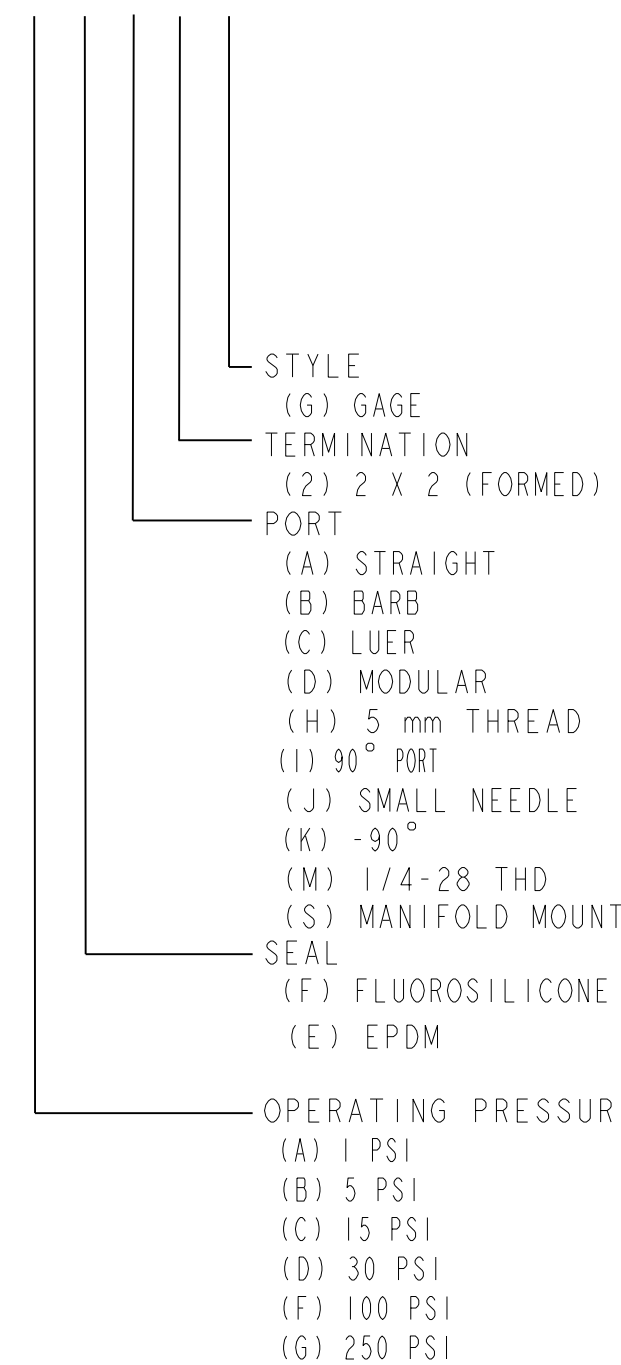 STYLE
(G) GAGE
TERMINATION
(2) 2 X 2 (FORMED)
PORT
(A) STRAIGHT
(B) BARB
(C) LUER
(D) MODULAR
(H) 5 mm THREAD
(I) 90° PORT
(J) SMALL NEEDLE
(K) -90°
(M) 1/4-28 THD
(S) MANIFOLD MOUNT
SEAL
(F) FLUOROSILICONE
(E) EPDM
OPERATING PRESSUR
(A) 1 PSI
(B) 5 PSI
(C) 15 PSI
(D) 30 PSI
(F) 100 PSI
(G) 250 PSI